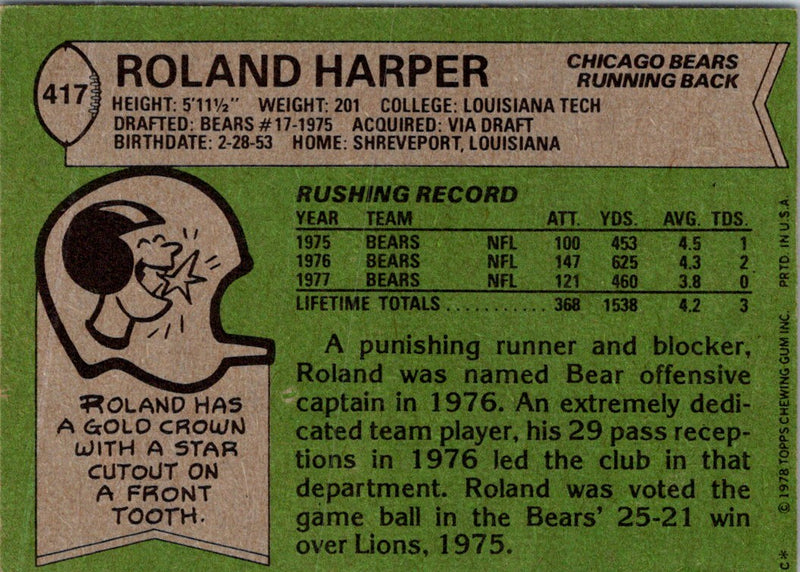 417
ROLAND HARPER
CHICAGO BEARS
RUNNING BACK
HEIGHT: 5'11½" WEIGHT: 201 COLLEGE: LOUISIANA TECH
DRAFTED: BEARS #17-1975 ACQUIRED: VIA DRAFT
BIRTHDATE: 2-28-53 HOME: SHREVEPORT, LOUISIANA
RUSHING RECORD
YEAR TEAM ATT. YDS. AVG. TDS.
1975 BEARS NFL 100 453 4.5 1
1976 BEARS NFL 147 625 4.3 2
1977 BEARS NFL 121 460 3.8 0
LIFETIME TOTALS........... 368 1538 4.2 3
A punishing runner and blocker,
Roland was named Bear offensive
captain in 1976. An extremely dedi-
cated team player, his 29 pass recep-
tions in 1976 led the club in that
department. Roland was voted the
game ball in the Bears' 25-21 win
over Lions, 1975.
ROLAND HAS
A GOLD CROWN
WITH A STAR
CUTOUT ON
A FRONT
TOOTH.
C* © 1978 TOPPS CHEWING GUM INC. PRTD. IN U.S.A.